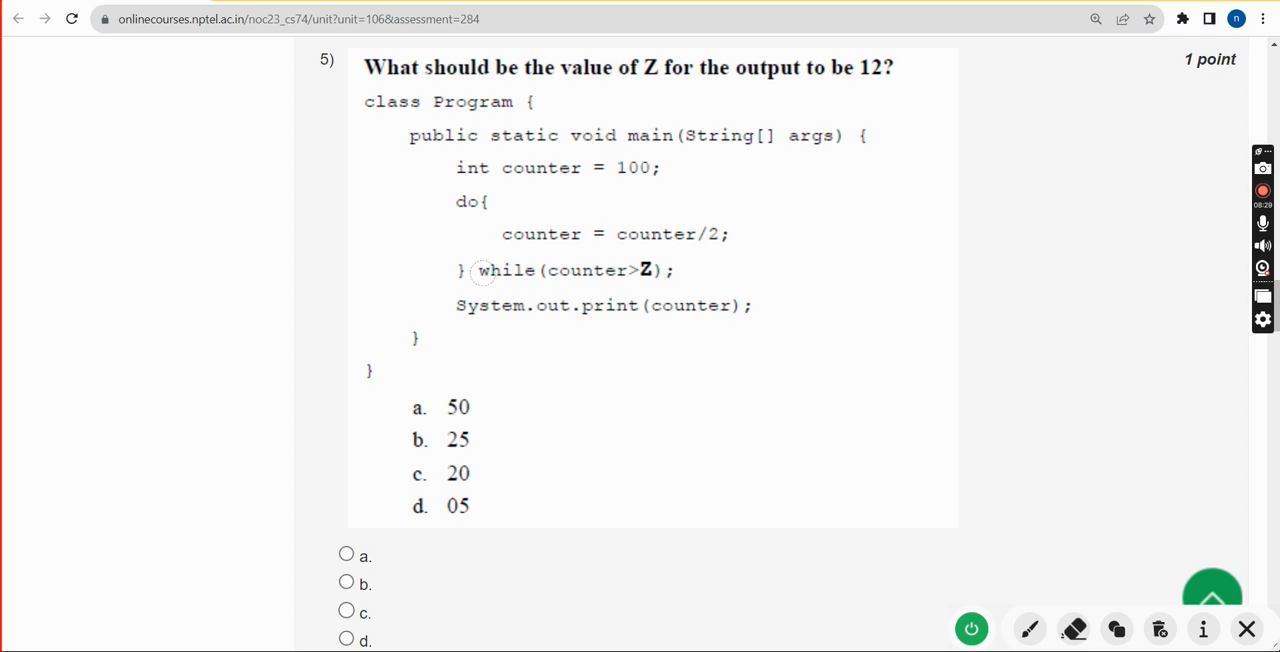 onlinecourses.nptel.ac.in/noc23_cs74/unit?unit=106&assessment=284
n
5)
1 point
What should be the value of Z for the output to be 12?
class Program {
public static void main(String[] args) {
int counter = 100;
do{
counter = counter/2;
} while(counter>Z);
System.out.print(counter);
}
}
a. 50
b. 25
c. 20
d. 05
a.
b.
c.
d.
08:29